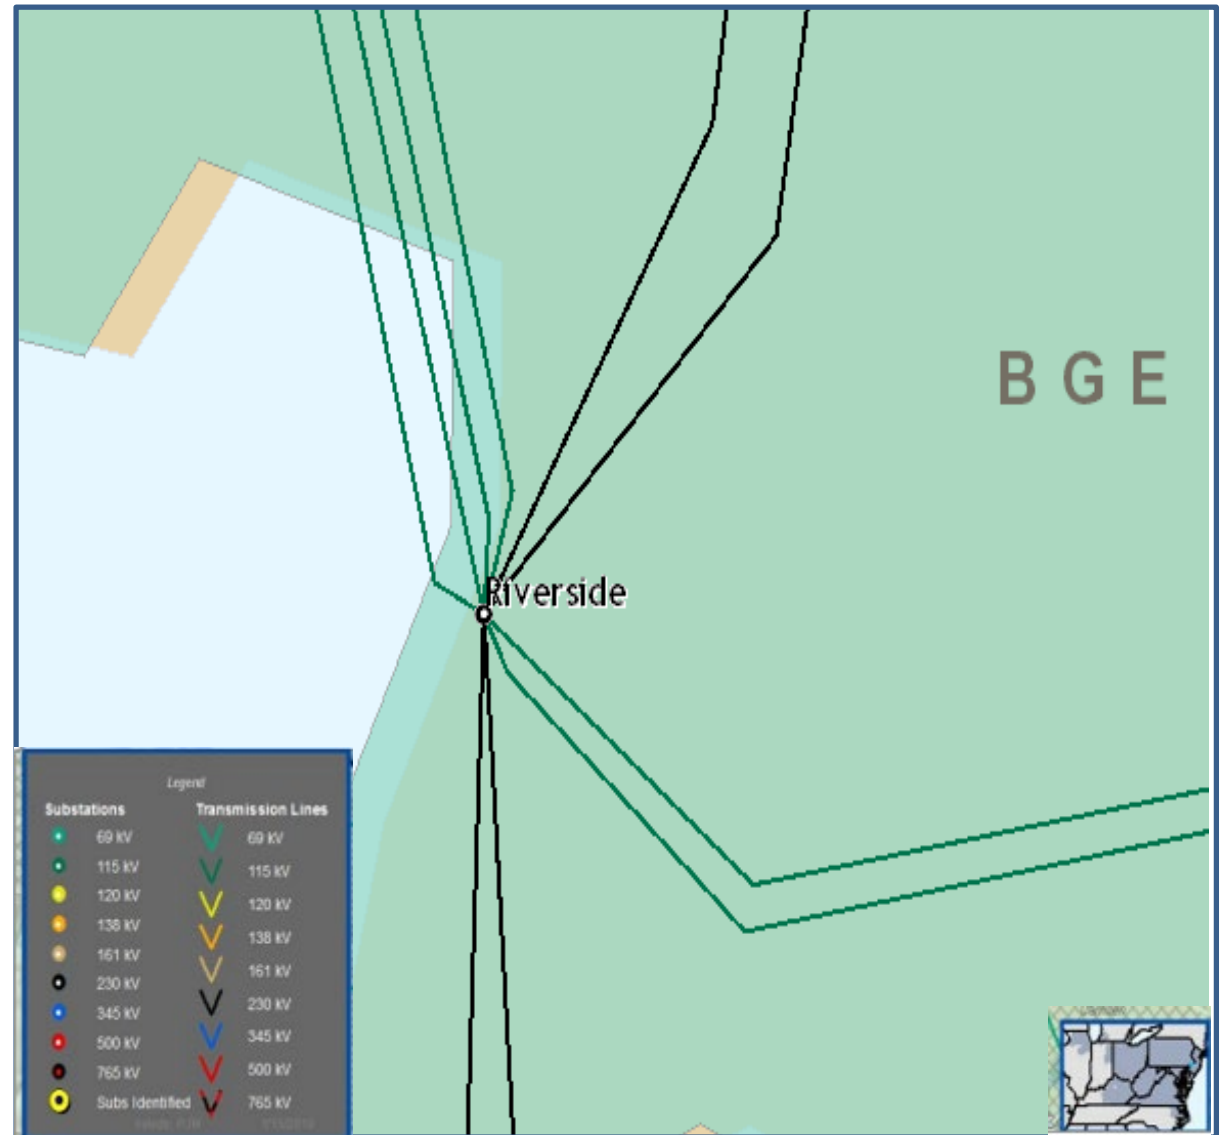 B G E
Riverside
Legend
Substations Transmission Lines
69 kV 69 kV
115 kV 115 kV
120 kV 120 kV
138 kV 138 kV
161 kV 161 kV
230 kV 230 kV
345 kV 345 kV
500 kV 500 kV
765 kV 765 kV
Subs Identified